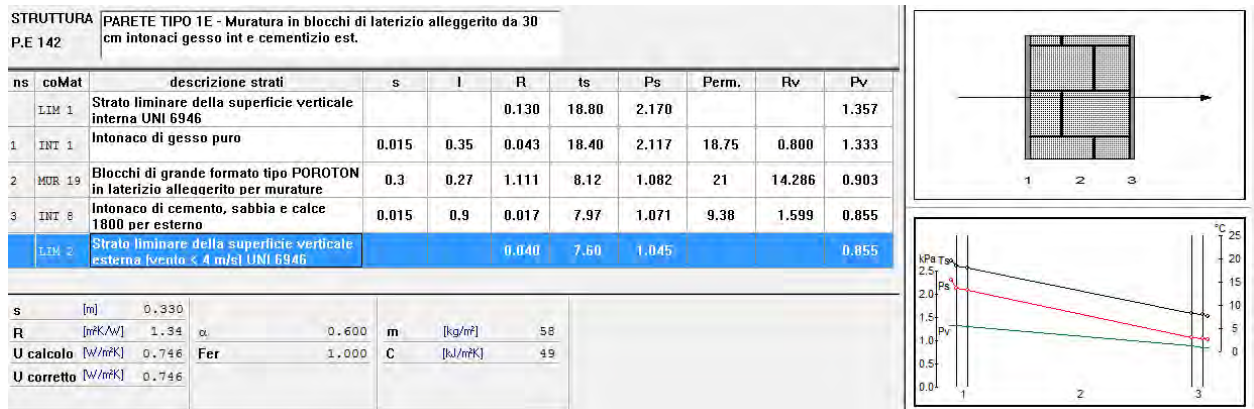 STRUTTURA
P.E 142
PARETE TIPO 1E - Muratura in blocchi di laterizio alleggerito da 30
cm intonaci gesso int e cementizio est.
ns coMat descrizione strati s l R ts Ps Perm. Rv Pv
LIM 1 Strato liminare della superficie verticale
interna UNI 6946 0.130 18.80 2.170 1.357
1 INT 1 Intonaco di gesso puro 0.015 0.35 0.043 18.40 2.117 18.75 0.800 1.333
2 MUR 19 Blocchi di grande formato tipo POROTON
in laterizio alleggerito per murature 0.3 0.27 1.111 8.12 1.082 21 14.286 0.903
3 INT 8 Intonaco di cemento, sabbia e calce
1800 per esterno 0.015 0.9 0.017 7.97 1.071 9.38 1.599 0.855
LIM 2 Strato liminare della superficie verticale
esterna (vento < 4 m/s) UNI 6946 0.040 7.60 1.045 0.855
s [m] 0.330
R [m²K/W] 1.34 α 0.600 m [kg/m²] 58
U calcolo [W/m²K] 0.746 Fer 1.000 C [kJ/m²K] 49
U corretto [W/m²K] 0.746
1 2 3
°C
25
kPa Ts 20
2.5
Ps 15
2.0
10
1.5
Pv 5
1.0
0
0.5
0.0
1 2 3